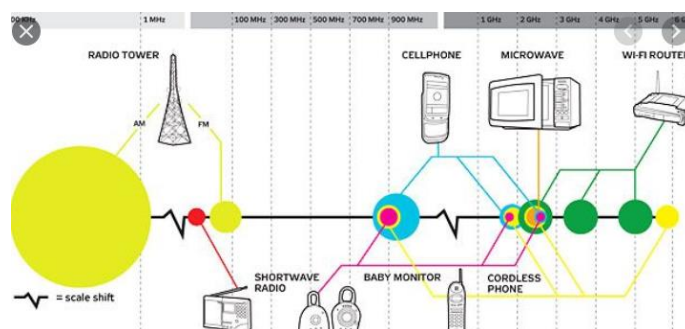 1 MHz
100 MHz
300 MHz
500 MHz
700 MHz
900 MHz
1 GHz
2 GHz
3 GHz
4 GHz
5 GHz
RADIO TOWER
CELLPHONE
MICROWAVE
WI-FI ROUTER
AM
FM
SHORTWAVE
RADIO
BABY MONITOR
CORDLESS
PHONE
= scale shift